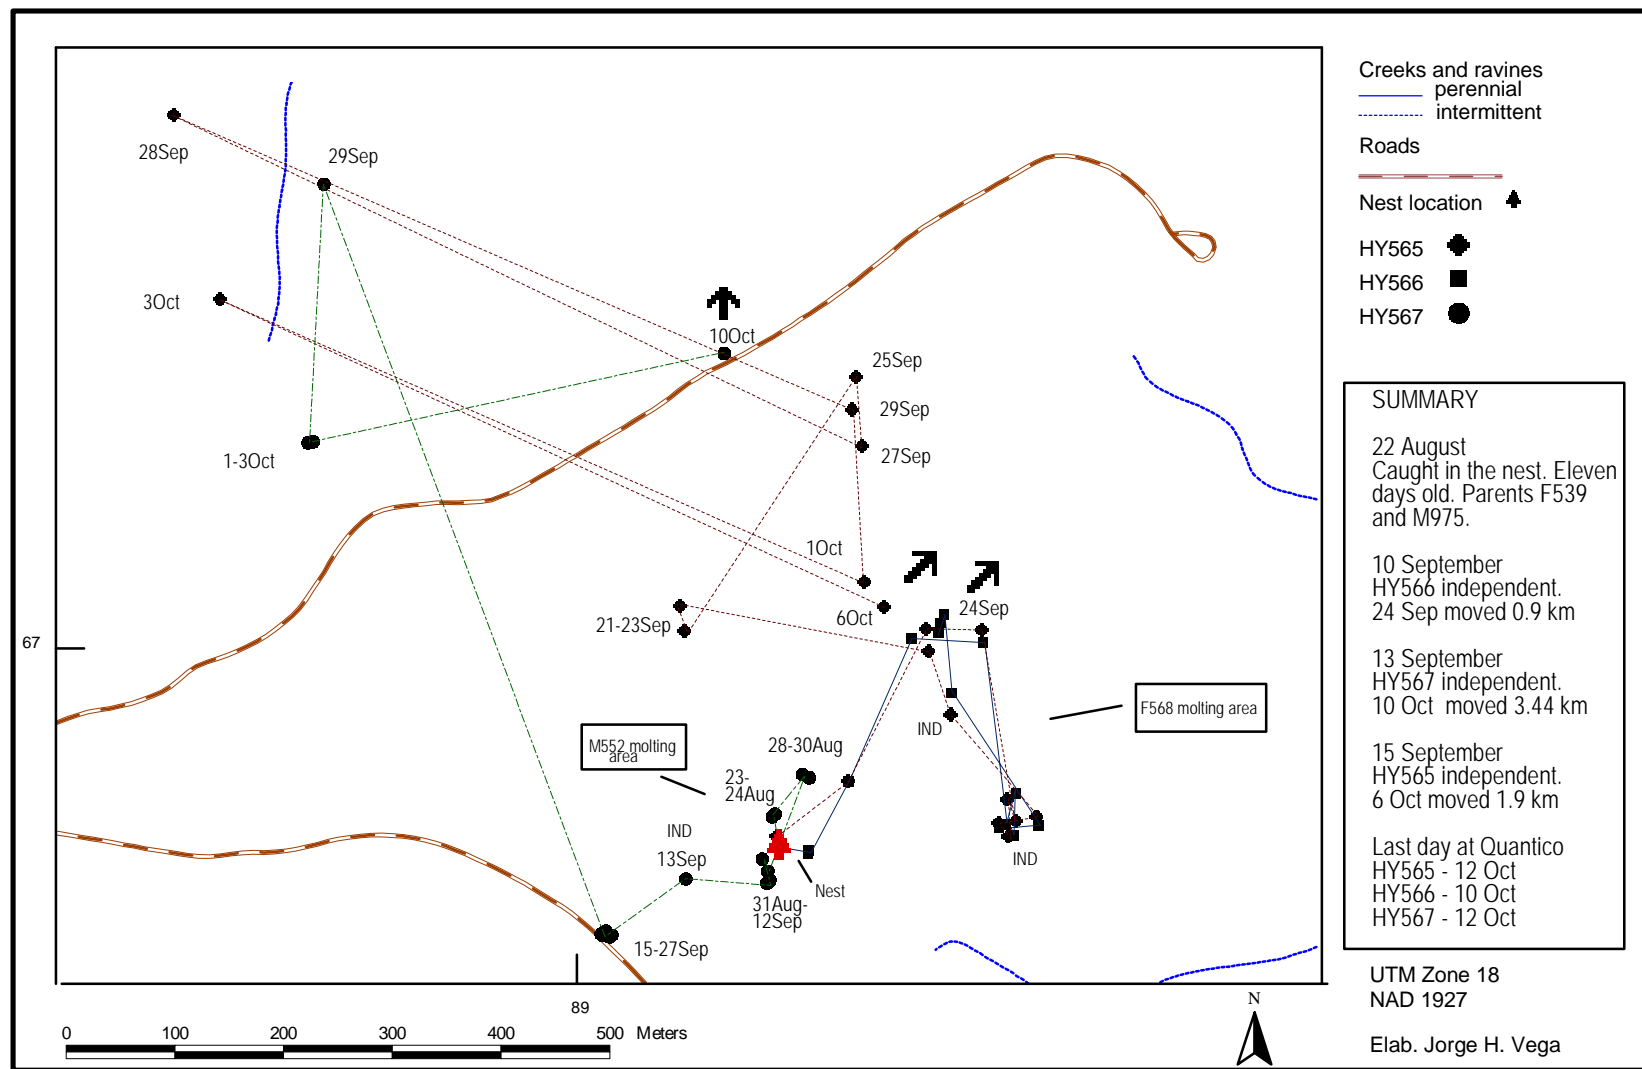 28Sep
29Sep
3Oct
10Oct
25Sep
29Sep
27Sep
1-3Oct
1Oct
6Oct
24Sep
21-23Sep
67
IND
F568 molting area
M552 molting
area
28-30Aug
23-
24Aug
IND
13Sep
IND
Nest
31Aug-
12Sep
15-27Sep
89
0 100 200 300 400 500 Meters
N
Creeks and ravines
perennial
intermittent
Roads
Nest location
HY565
HY566
HY567
SUMMARY
22 August
Caught in the nest. Eleven
days old. Parents F539
and M975.
10 September
HY566 independent.
24 Sep moved 0.9 km
13 September
HY567 independent.
10 Oct moved 3.44 km
15 September
HY565 independent.
6 Oct moved 1.9 km
Last day at Quantico
HY565 - 12 Oct
HY566 - 10 Oct
HY567 - 12 Oct
UTM Zone 18
NAD 1927
Elab. Jorge H. Vega